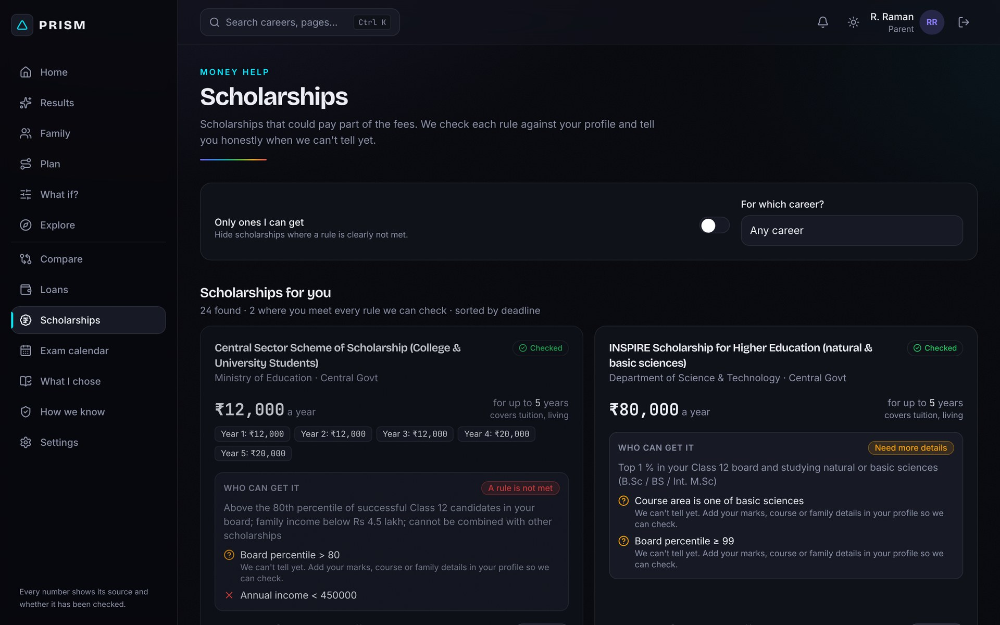 PRISM
Search careers, pages...
Ctrl K
R. Raman
Parent
RR
Home
Results
Family
Plan
What if?
Explore
Compare
Loans
Scholarships
Exam calendar
What I chose
How we know
Settings
Every number shows its source and
whether it has been checked.
MONEY HELP
Scholarships
Scholarships that could pay part of the fees. We check each rule against your profile and tell
you honestly when we can't tell yet.
Only ones I can get
Hide scholarships where a rule is clearly not met.
For which career?
Any career
Scholarships for you
24 found · 2 where you meet every rule we can check · sorted by deadline
Central Sector Scheme of Scholarship (College &
University Students)
Checked
Ministry of Education · Central Govt
₹12,000 a year
for up to 5 years
covers tuition, living
Year 1: ₹12,000
Year 2: ₹12,000
Year 3: ₹12,000
Year 4: ₹20,000
Year 5: ₹20,000
WHO CAN GET IT
A rule is not met
Above the 80th percentile of successful Class 12 candidates in your
board; family income below Rs 4.5 lakh; cannot be combined with other
scholarships
Board percentile > 80
We can't tell yet. Add your marks, course or family details in your profile so we
can check.
Annual income < 450000
INSPIRE Scholarship for Higher Education (natural &
basic sciences)
Checked
Department of Science & Technology · Central Govt
₹80,000 a year
for up to 5 years
covers tuition, living
WHO CAN GET IT
Need more details
Top 1 % in your Class 12 board and studying natural or basic sciences
(B.Sc / BS / Int. M.Sc)
Course area is one of basic sciences
We can't tell yet. Add your marks, course or family details in your profile so we
can check.
Board percentile ≥ 99
We can't tell yet. Add your marks, course or family details in your profile so we
can check.